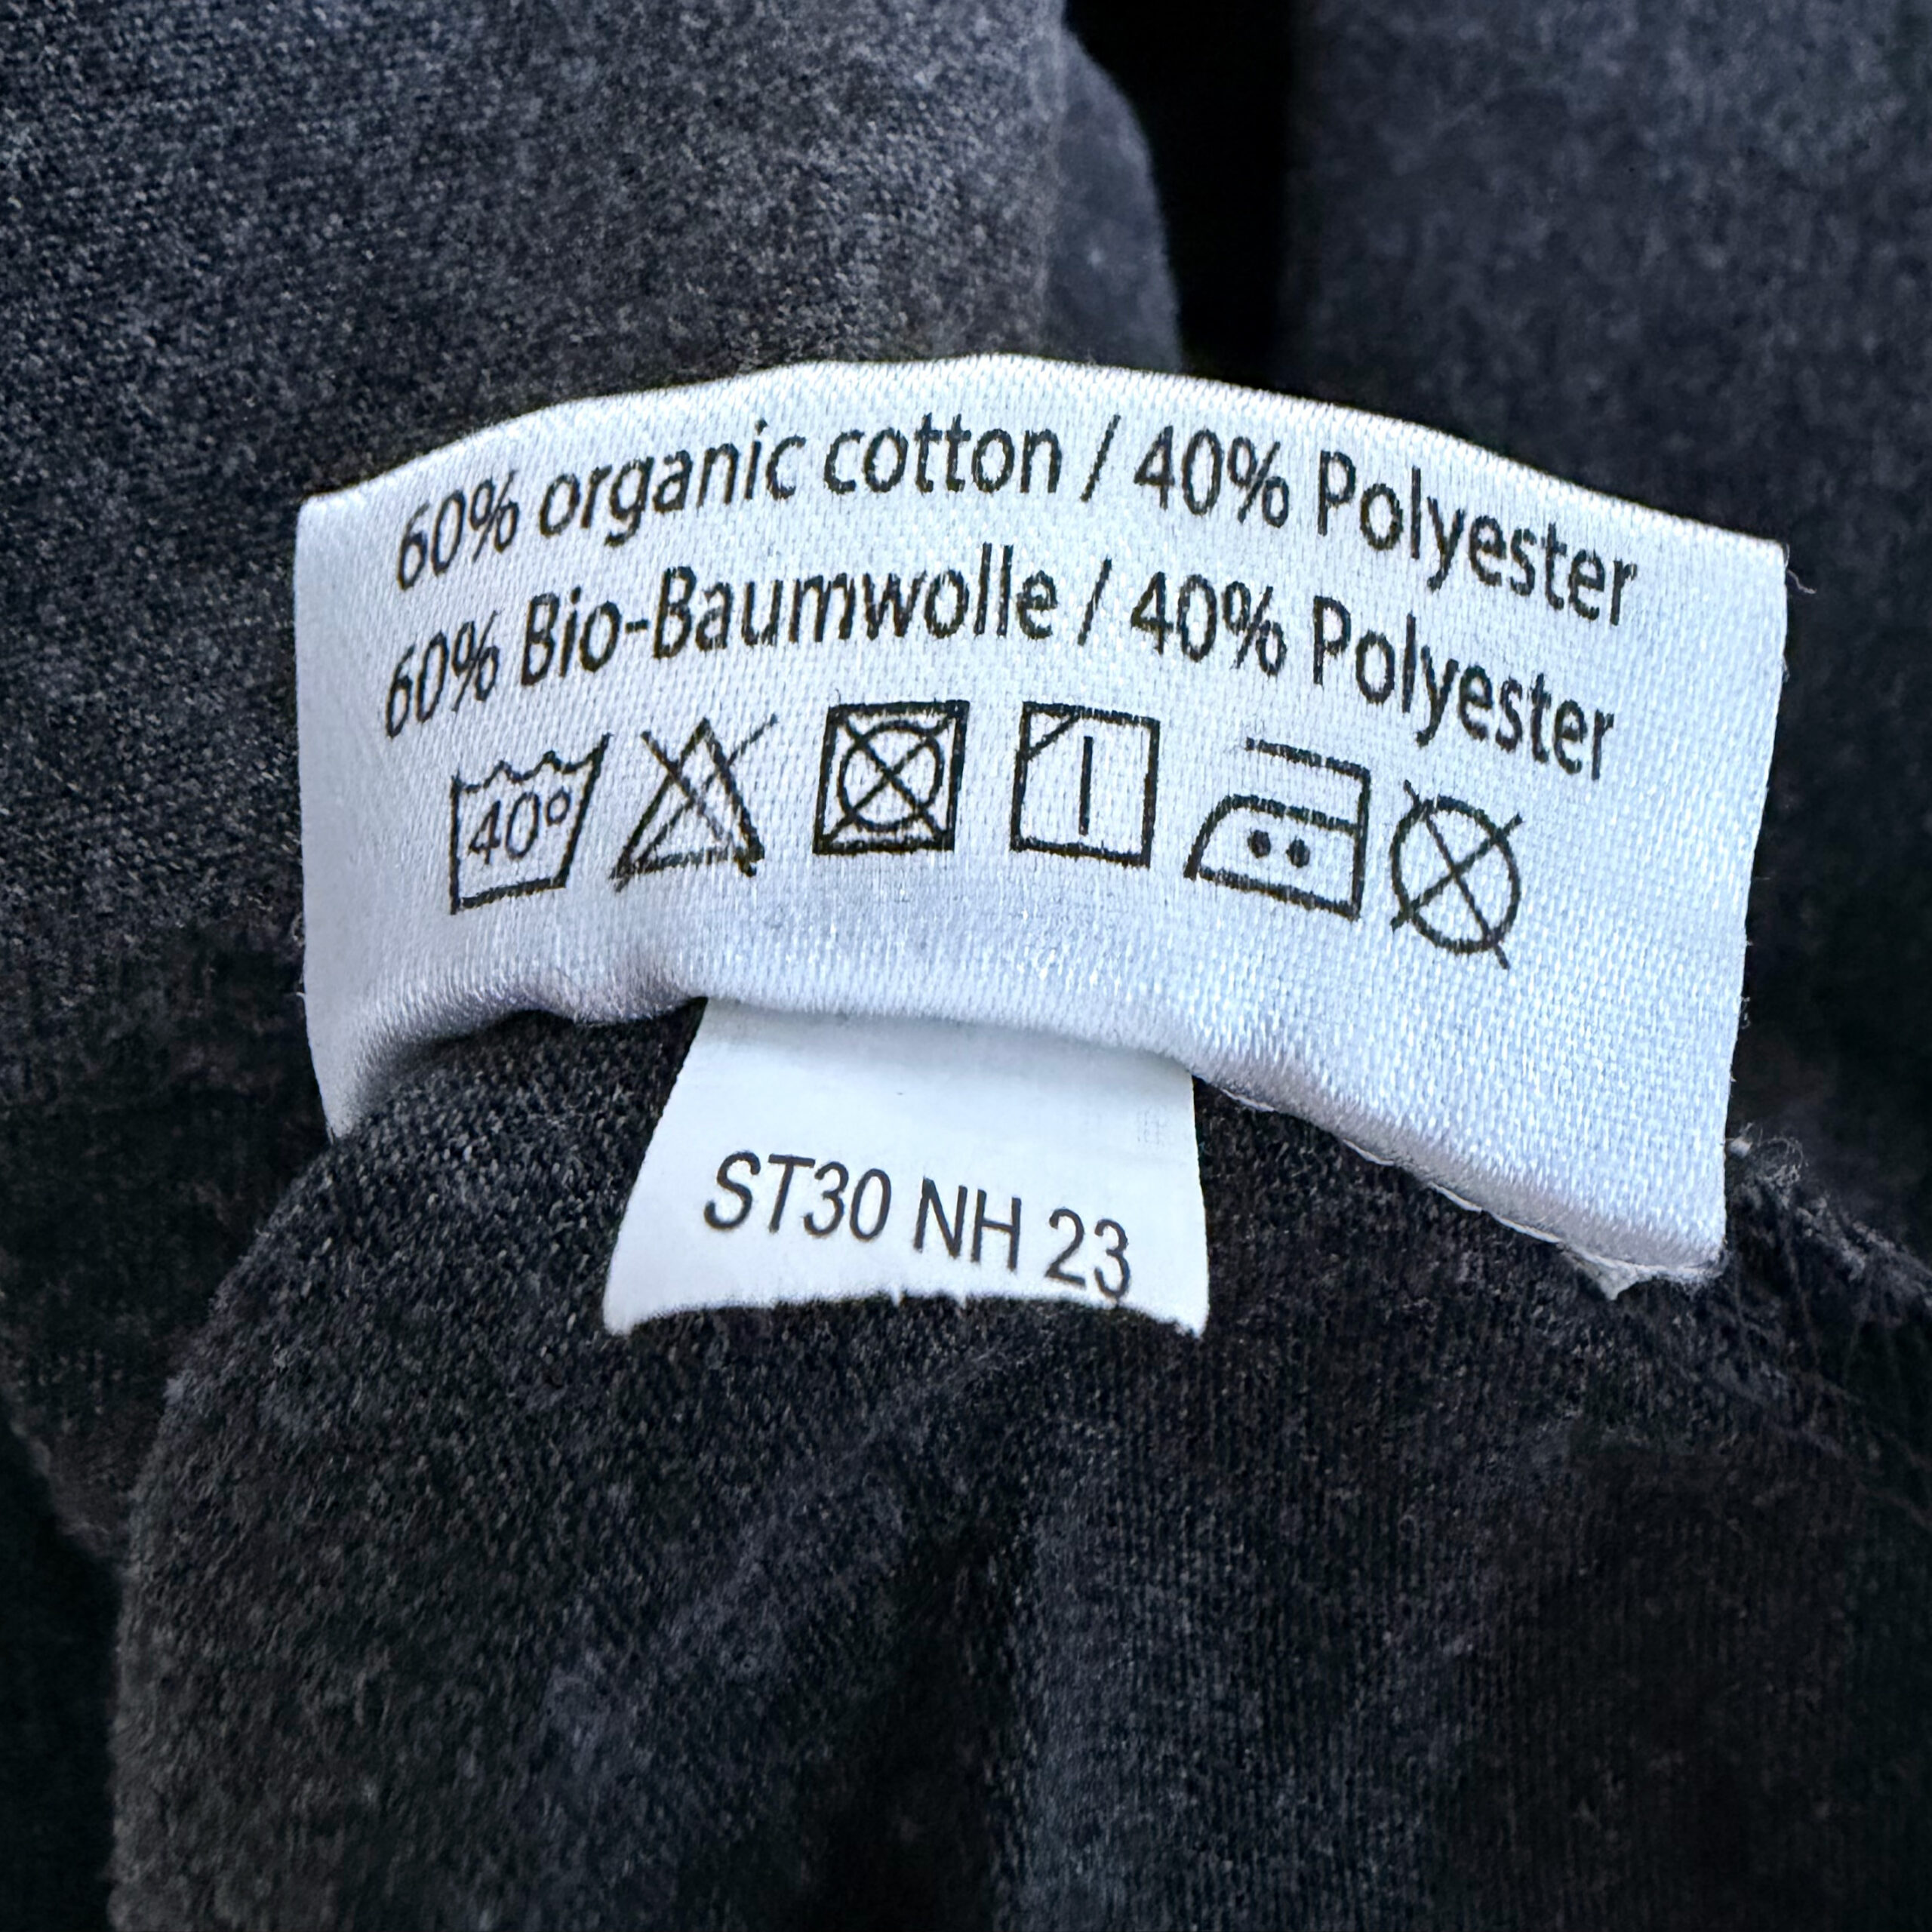 60% organic cotton / 40% Polyester
60% Bio-Baumwolle / 40% Polyester
40°
ST30 NH 23